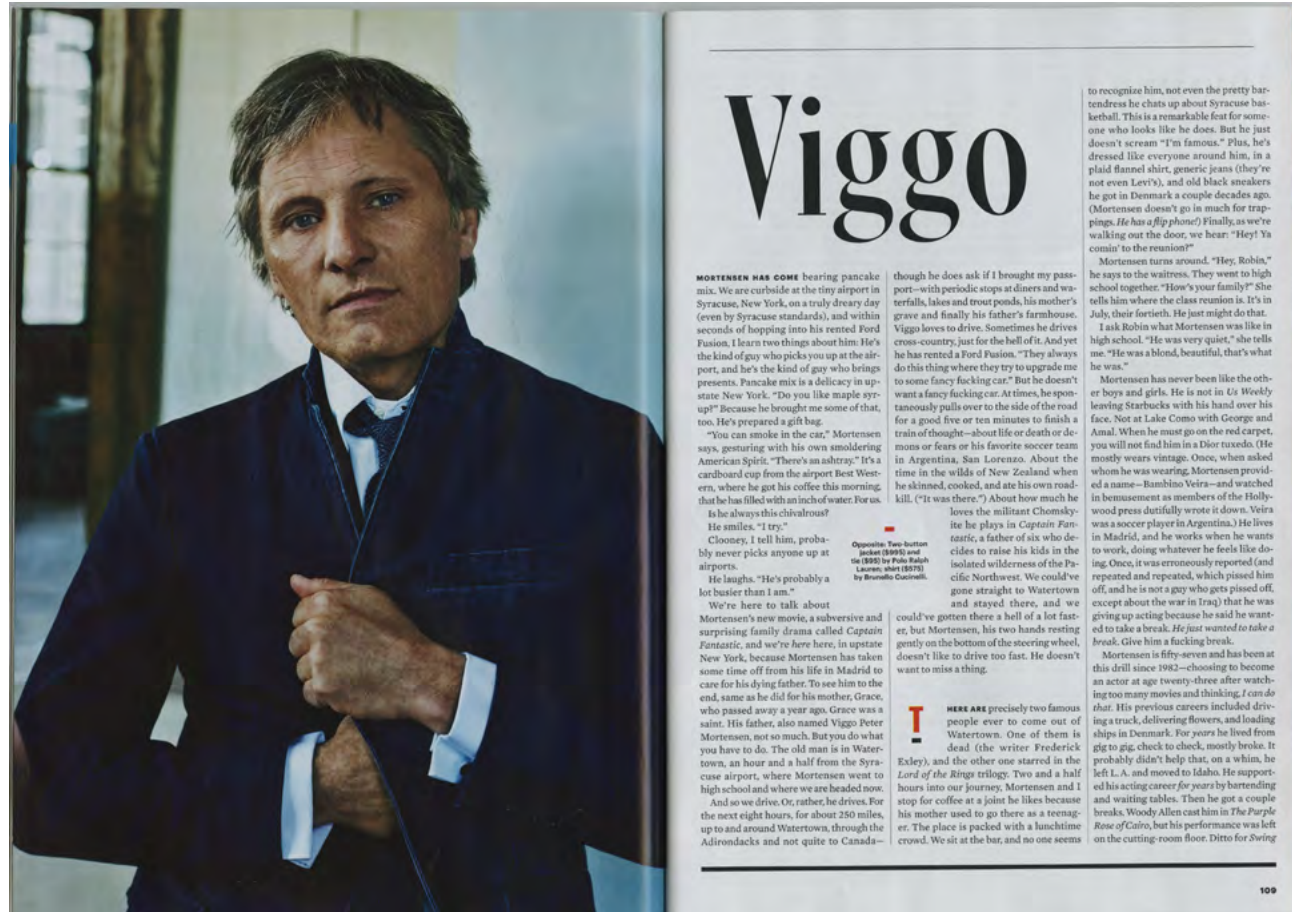 Viggo
MORTENSEN HAS COME bearing pancake
mix. We are curbside at the tiny airport in
Syracuse, New York, on a truly dreary day
(even by Syracuse standards), and within
seconds of hopping into his rented Ford
Fusion, I learn two things about him: He's
the kind of guy who picks you up at the air-
port, and he's the kind of guy who brings
presents. Pancake mix is a delicacy in up-
state New York. "Do you like maple syr-
up?" Because he brought me some of that,
too. He's prepared a gift bag.
"You can smoke in the car," Mortensen
says, gesturing with his own smoldering
American Spirit. "There's an ashtray." It's a
cardboard cup from the airport Best West-
ern, where he got his coffee this morning,
that he has filled with an inch of water. For us.
Is he always this chivalrous?
He smiles. "I try."
Clooney, I tell him, proba-
bly never picks anyone up at
airports.
He laughs. "He's probably a
lot busier than I am."
We're here to talk about
Mortensen's new movie, a subversive and
surprising family drama called Captain
Fantastic, and we're here here, in upstate
New York, because Mortensen has taken
some time off from his life in Madrid to
care for his dying father. To see him to the
end, same as he did for his mother, Grace,
who passed away a year ago. Grace was a
saint. His father, also named Viggo Peter
Mortensen, not so much. But you do what
you have to do. The old man is in Water-
town, an hour and a half from the Syra-
cuse airport, where Mortensen went to
high school and where we are headed now.
And so we drive. Or, rather, he drives. For
the next eight hours, for about 250 miles,
up to and around Watertown, through the
Adirondacks and not quite to Canada—
though he does ask if I brought my pass-
port—with periodic stops at diners and wa-
terfalls, lakes and trout ponds, his mother's
grave and finally his father's farmhouse.
Viggo loves to drive. Sometimes he drives
cross-country, just for the hell of it. And yet
he has rented a Ford Fusion. "They always
do this thing where they try to upgrade me
to some fancy fucking car." But he doesn't
want a fancy fucking car. At times, he spon-
taneously pulls over to the side of the road
for a good five or ten minutes to finish a
train of thought—about life or death or de-
mons or fears or his favorite soccer team
in Argentina, San Lorenzo. About the
time in the wilds of New Zealand when
he skinned, cooked, and ate his own road-
kill. ("It was there.") About how much he
loves the militant Chomsky-
ite he plays in Captain Fan-
tastic, a father of six who de-
cides to raise his kids in the
isolated wilderness of the Pa-
cific Northwest. We could've
gone straight to Watertown
and stayed there, and we
could've gotten there a hell of a lot fast-
er, but Mortensen, his two hands resting
gently on the bottom of the steering wheel,
doesn't like to drive too fast. He doesn't
want to miss a thing.
Opposite: Two-button
jacket ($995) and
tie ($95) by Polo Ralph
Lauren; shirt ($575)
by Brunello Cucinelli.
THERE ARE precisely two famous
people ever to come out of
Watertown. One of them is
dead (the writer Frederick
Exley), and the other one starred in the
Lord of the Rings trilogy. Two and a half
hours into our journey, Mortensen and I
stop for coffee at a joint he likes because
his mother used to go there as a teenag-
er. The place is packed with a lunchtime
crowd. We sit at the bar, and no one seems
to recognize him, not even the pretty bar-
tendress he chats up about Syracuse bas-
ketball. This is a remarkable feat for some-
one who looks like he does. But he just
doesn't scream "I'm famous." Plus, he's
dressed like everyone around him, in a
plaid flannel shirt, generic jeans (they're
not even Levi's), and old black sneakers
he got in Denmark a couple decades ago.
(Mortensen doesn't go in much for trap-
pings. He has a flip phone!) Finally, as we're
walking out the door, we hear: "Hey! Ya
comin' to the reunion?"
Mortensen turns around. "Hey, Robin,"
he says to the waitress. They went to high
school together. "How's your family?" She
tells him where the class reunion is. It's in
July, their fortieth. He just might do that.
I ask Robin what Mortensen was like in
high school. "He was very quiet," she tells
me. "He was a blond, beautiful, that's what
he was."
Mortensen has never been like the oth-
er boys and girls. He is not in Us Weekly
leaving Starbucks with his hand over his
face. Not at Lake Como with George and
Amal. When he must go on the red carpet,
you will not find him in a Dior tuxedo. (He
mostly wears vintage. Once, when asked
whom he was wearing, Mortensen provid-
ed a name—Bambino Veira—and watched
in bemusement as members of the Holly-
wood press dutifully wrote it down. Veira
was a soccer player in Argentina.) He lives
in Madrid, and he works when he wants
to work, doing whatever he feels like do-
ing. Once, it was erroneously reported (and
repeated and repeated, which pissed him
off, and he is not a guy who gets pissed off,
except about the war in Iraq) that he was
giving up acting because he said he want-
ed to take a break. He just wanted to take a
break. Give him a fucking break.
Mortensen is fifty-seven and has been at
this drill since 1982—choosing to become
an actor at age twenty-three after watch-
ing too many movies and thinking, I can do
that. His previous careers included driv-
ing a truck, delivering flowers, and loading
ships in Denmark. For years he lived from
gig to gig, check to check, mostly broke. It
probably didn't help that, on a whim, he
left L.A. and moved to Idaho. He support-
ed his acting career for years by bartending
and waiting tables. Then he got a couple
breaks. Woody Allen cast him in The Purple
Rose of Cairo, but his performance was left
on the cutting-room floor. Ditto for Swing
109